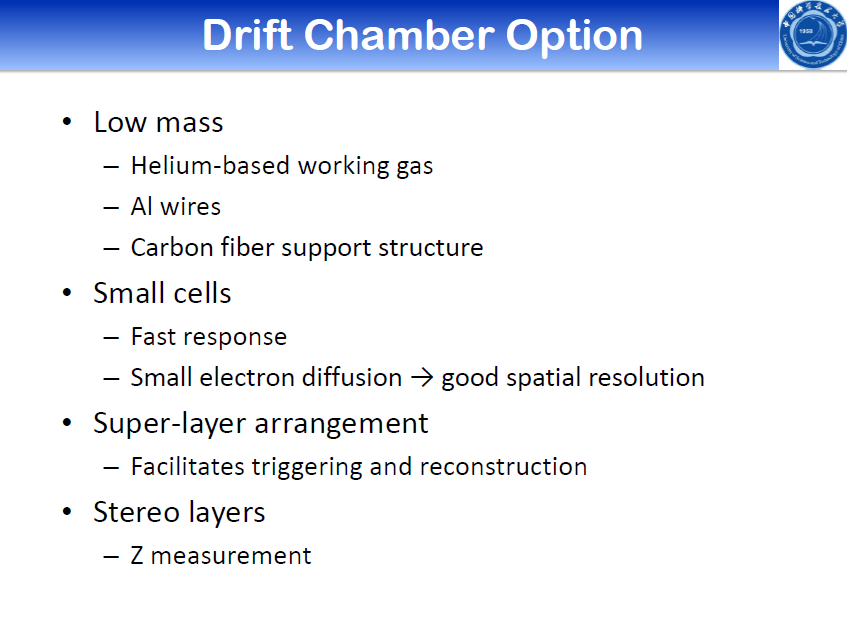 Drift Chamber Option
1958
• Low mass
– Helium-based working gas
– Al wires
– Carbon fiber support structure
• Small cells
– Fast response
– Small electron diffusion → good spatial resolution
• Super-layer arrangement
– Facilitates triggering and reconstruction
• Stereo layers
– Z measurement